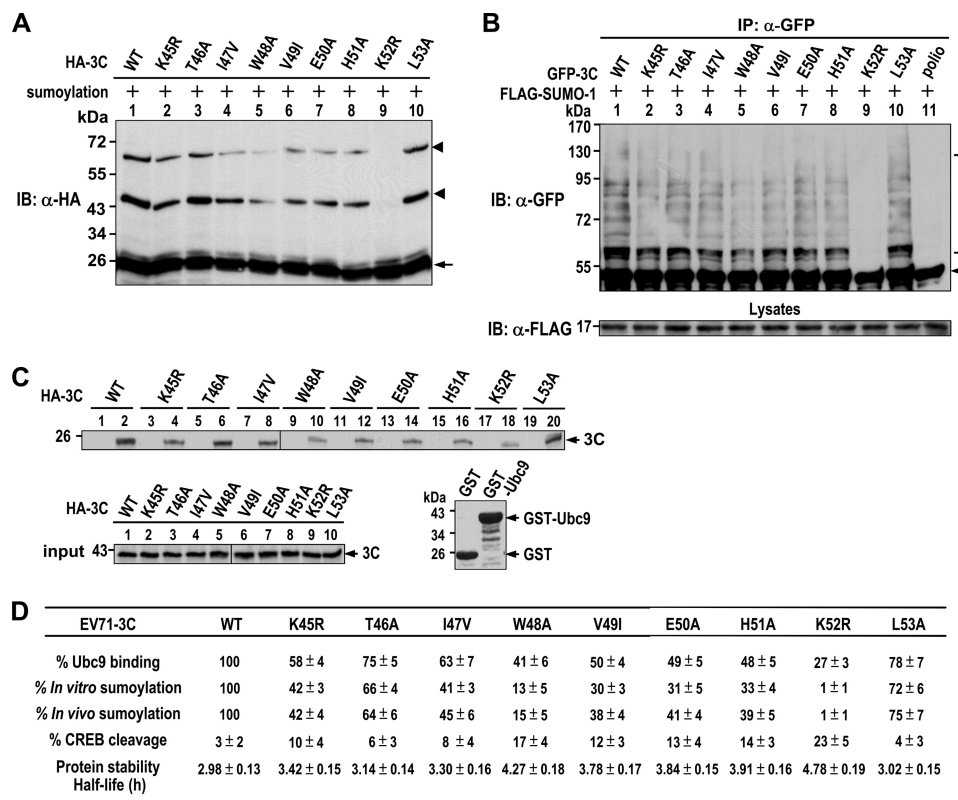 A
HA-3C WT K45R T46A I47V W48A V49I E50A H51A K52R L53A
sumoylation + + + + + + + + + +
kDa 1 2 3 4 5 6 7 8 9 10
72
55
IB: α-HA
43
34
26
B
IP: α-GFP
GFP-3C WT K45R T46A I47V W48A V49I E50A H51A K52R L53A polio
FLAG-SUMO-1 + + + + + + + + + + +
kDa 1 2 3 4 5 6 7 8 9 10 11
170
130
95
IB: α-GFP
72
55
Lysates
IB: α-FLAG 17
C
HA-3C WT K45R T46A I47V W48A V49I E50A H51A K52R L53A
1 2 3 4 5 6 7 8 9 10 11 12 13 14 15 16 17 18 19 20
26 3C
HA-3C WT K45R T46A I47V W48A V49I E50A H51A K52R L53A
1 2 3 4 5 6 7 8 9 10
input 43 3C
GST GST-Ubc9
kDa
43 GST-Ubc9
34
26 GST
D
EV71-3C WT K45R T46A I47V W48A V49I E50A H51A K52R L53A
% Ubc9 binding 100 58 ± 4 75 ± 5 63 ± 7 41 ± 6 50 ± 4 49 ± 5 48 ± 5 27 ± 3 78 ± 7
% In vitro sumoylation 100 42 ± 3 66 ± 4 41 ± 3 13 ± 5 30 ± 3 31 ± 5 33 ± 4 1 ± 1 72 ± 6
% In vivo sumoylation 100 42 ± 4 64 ± 6 45 ± 6 15 ± 5 38 ± 4 41 ± 4 39 ± 5 1 ± 1 75 ± 7
% CREB cleavage 3 ± 2 10 ± 4 6 ± 3 8 ± 4 17 ± 4 12 ± 3 13 ± 4 14 ± 3 23 ± 5 4 ± 3
Protein stability 2.98 ± 0.13 3.42 ± 0.15 3.14 ± 0.14 3.30 ± 0.16 4.27 ± 0.18 3.78 ± 0.17 3.84 ± 0.15 3.91 ± 0.16 4.78 ± 0.19 3.02 ± 0.15
Half-life (h)